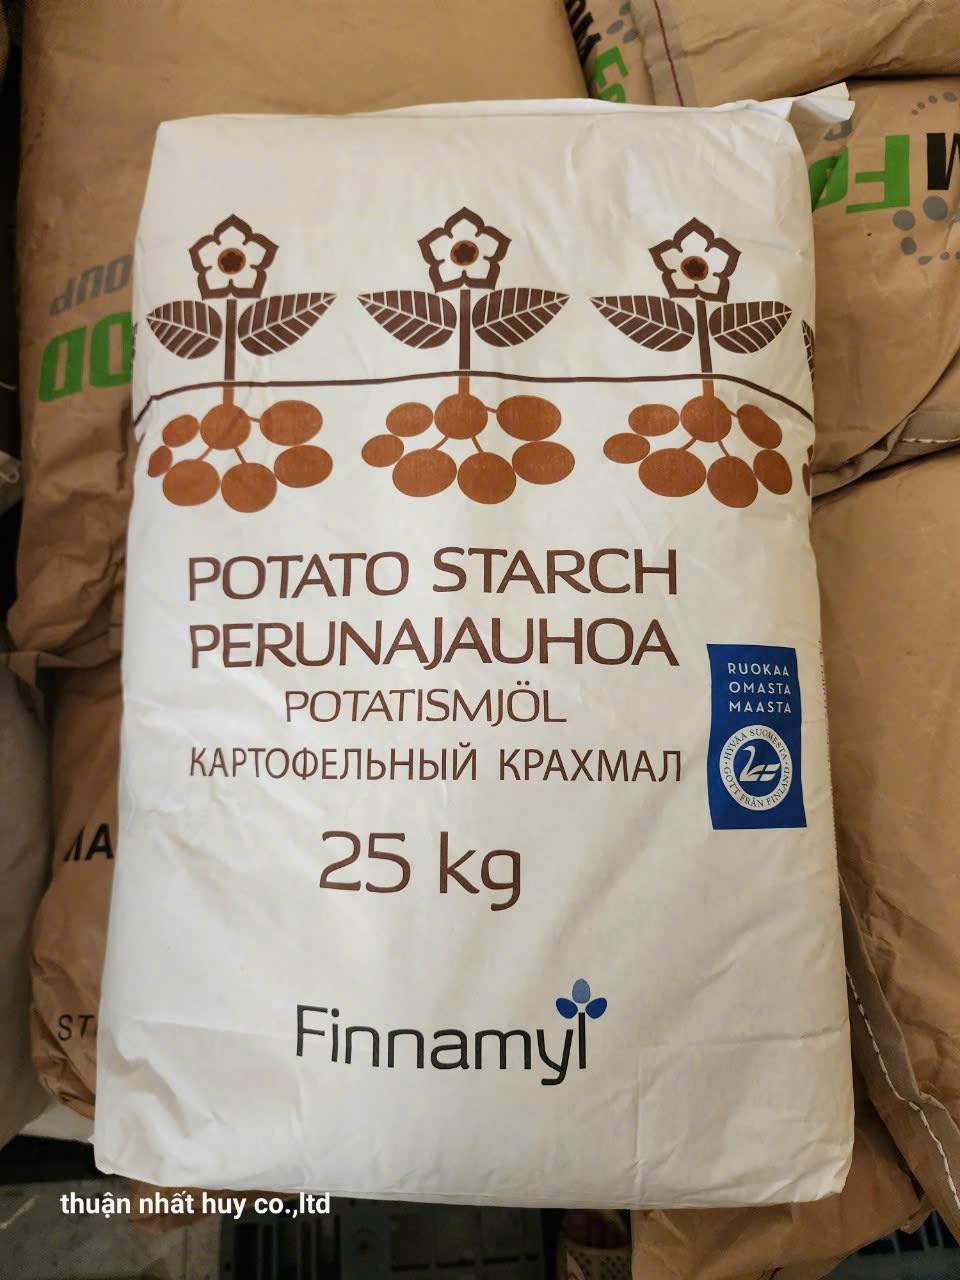 POTATO STARCH
PERUNAJAUHOA
POTATISMJÖL
КАРТОФЕЛЬНЫЙ КРАХМАЛ
25 kg
RUOKAA
OMASTA
MAASTA
HYVÄÄ SUOMESTA
GOTT FRÅN FINLAND
Finnamyl
thuận nhất huy co.,ltd